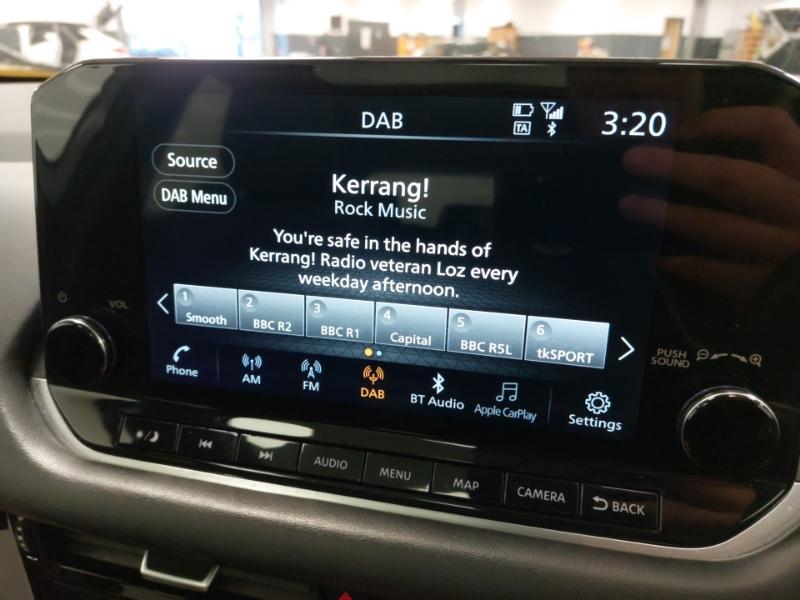 DAB
TA
3:20
Source
DAB Menu
Kerrang!
Rock Music
You're safe in the hands of
Kerrang! Radio veteran Loz every
weekday afternoon.
1 Smooth
2 BBC R2
3 BBC R1
4 Capital
5 BBC R5L
6 tkSPORT
VOL
PUSH
SOUND
Phone
AM
FM
DAB
BT Audio
Apple CarPlay
Settings
AUDIO
MENU
MAP
CAMERA
BACK